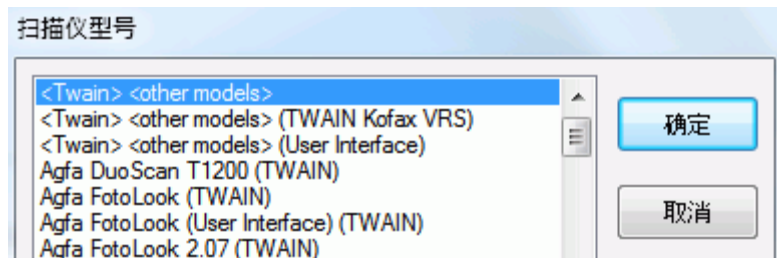 扫描仪型号
<Twain> <other models>
<Twain> <other models> (TWAIN Kofax VRS)
<Twain> <other models> (User Interface)
Agfa DuoScan T1200 (TWAIN)
Agfa FotoLook (TWAIN)
Agfa FotoLook (User Interface) (TWAIN)
Agfa FotoLook 2.07 (TWAIN)
确定
取消